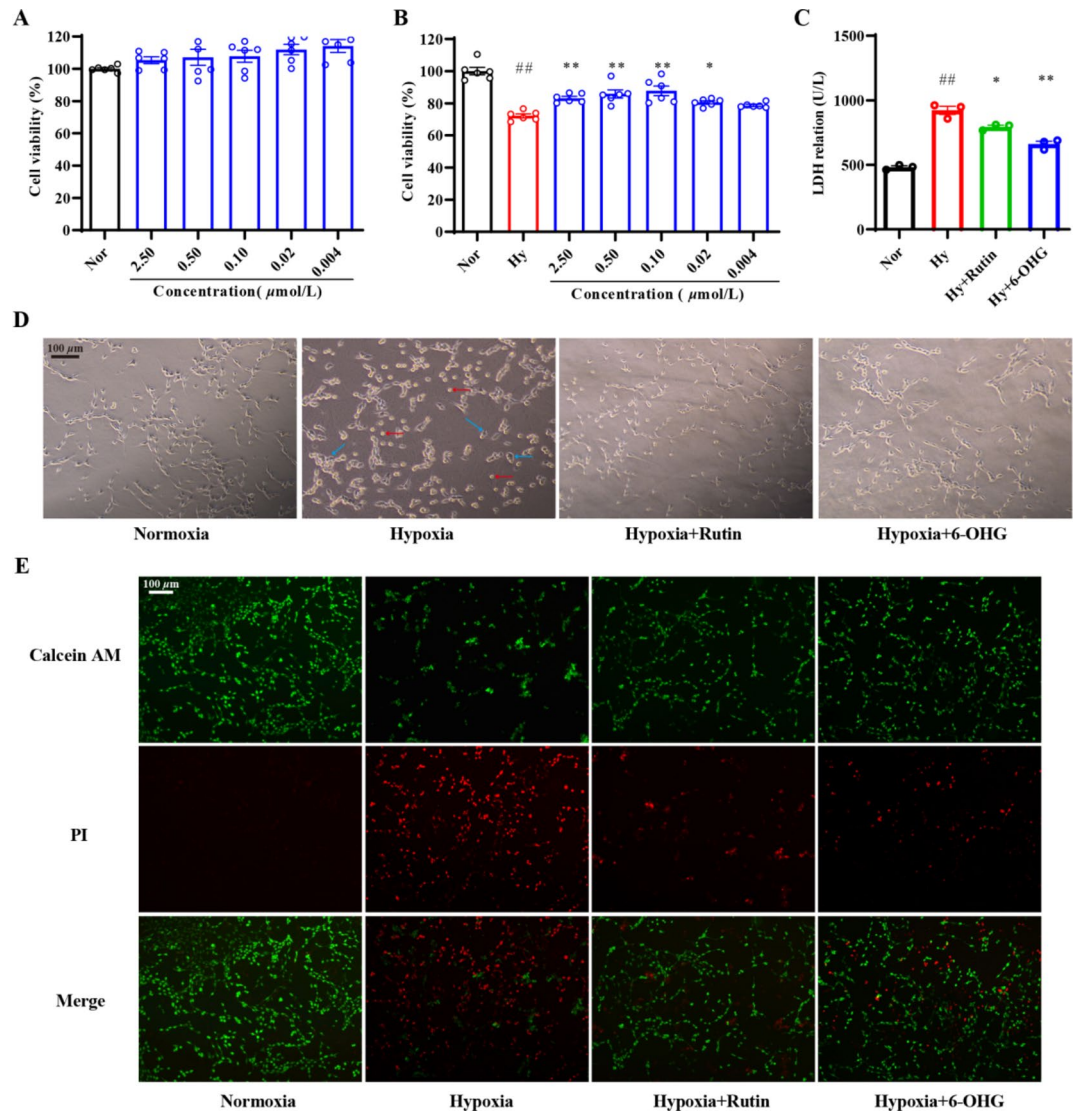 A
Cell viability (%)
120
100
80
60
40
20
0
Nor
2.50
0.50
0.10
0.02
0.004
Concentration( μmol/L)
B
Cell viability (%)
120
100
80
60
40
20
0
##
**
**
**
*
Nor
Hy
2.50
0.50
0.10
0.02
0.004
Concentration ( μmol/L)
C
LDH relation (U/L)
1500
1000
500
0
##
*
**
Nor
Hy
Hy+Rutin
Hy+6-OHG
D
100 μm
Normoxia
Hypoxia
Hypoxia+Rutin
Hypoxia+6-OHG
E
100 μm
Calcein AM
PI
Merge
Normoxia
Hypoxia
Hypoxia+Rutin
Hypoxia+6-OHG